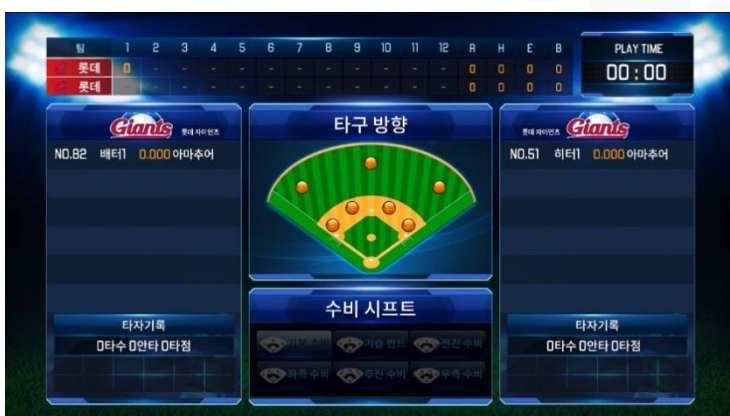 팀 1 2 3 4 5 6 7 8 9 10 11 12 R H E B
롯데 0 - - - - - - - - - - - 0 0 0 0
롯데 - - - - - - - - - - - - 0 0 0 0
PLAY TIME
00 : 00
Giants 롯데 자이언츠
NO.82 배터1 0.000 아마추어
타자기록
0타수 0안타 0타점
타구 방향
수비 시프트
기본 수비 기습 번트 전진 수비
좌측 수비 후진 수비 우측 수비
롯데 자이언츠 Giants
NO.51 히터1 0.000 아마추어
타자기록
0타수 0안타 0타점